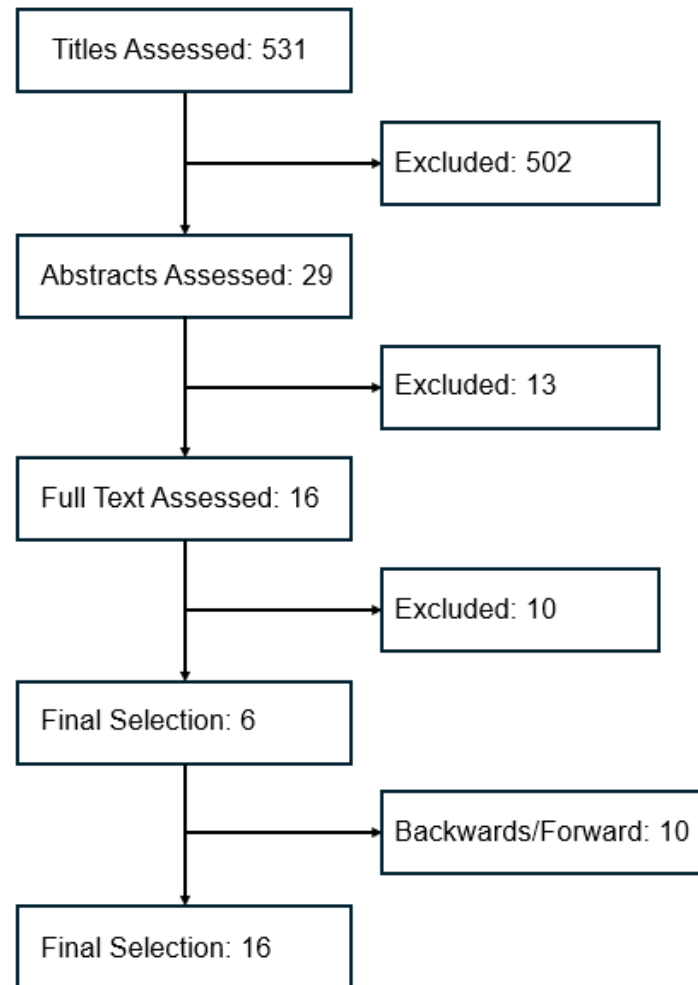 Titles Assessed: 531
Excluded: 502
Abstracts Assessed: 29
Excluded: 13
Full Text Assessed: 16
Excluded: 10
Final Selection: 6
Backwards/Forward: 10
Final Selection: 16